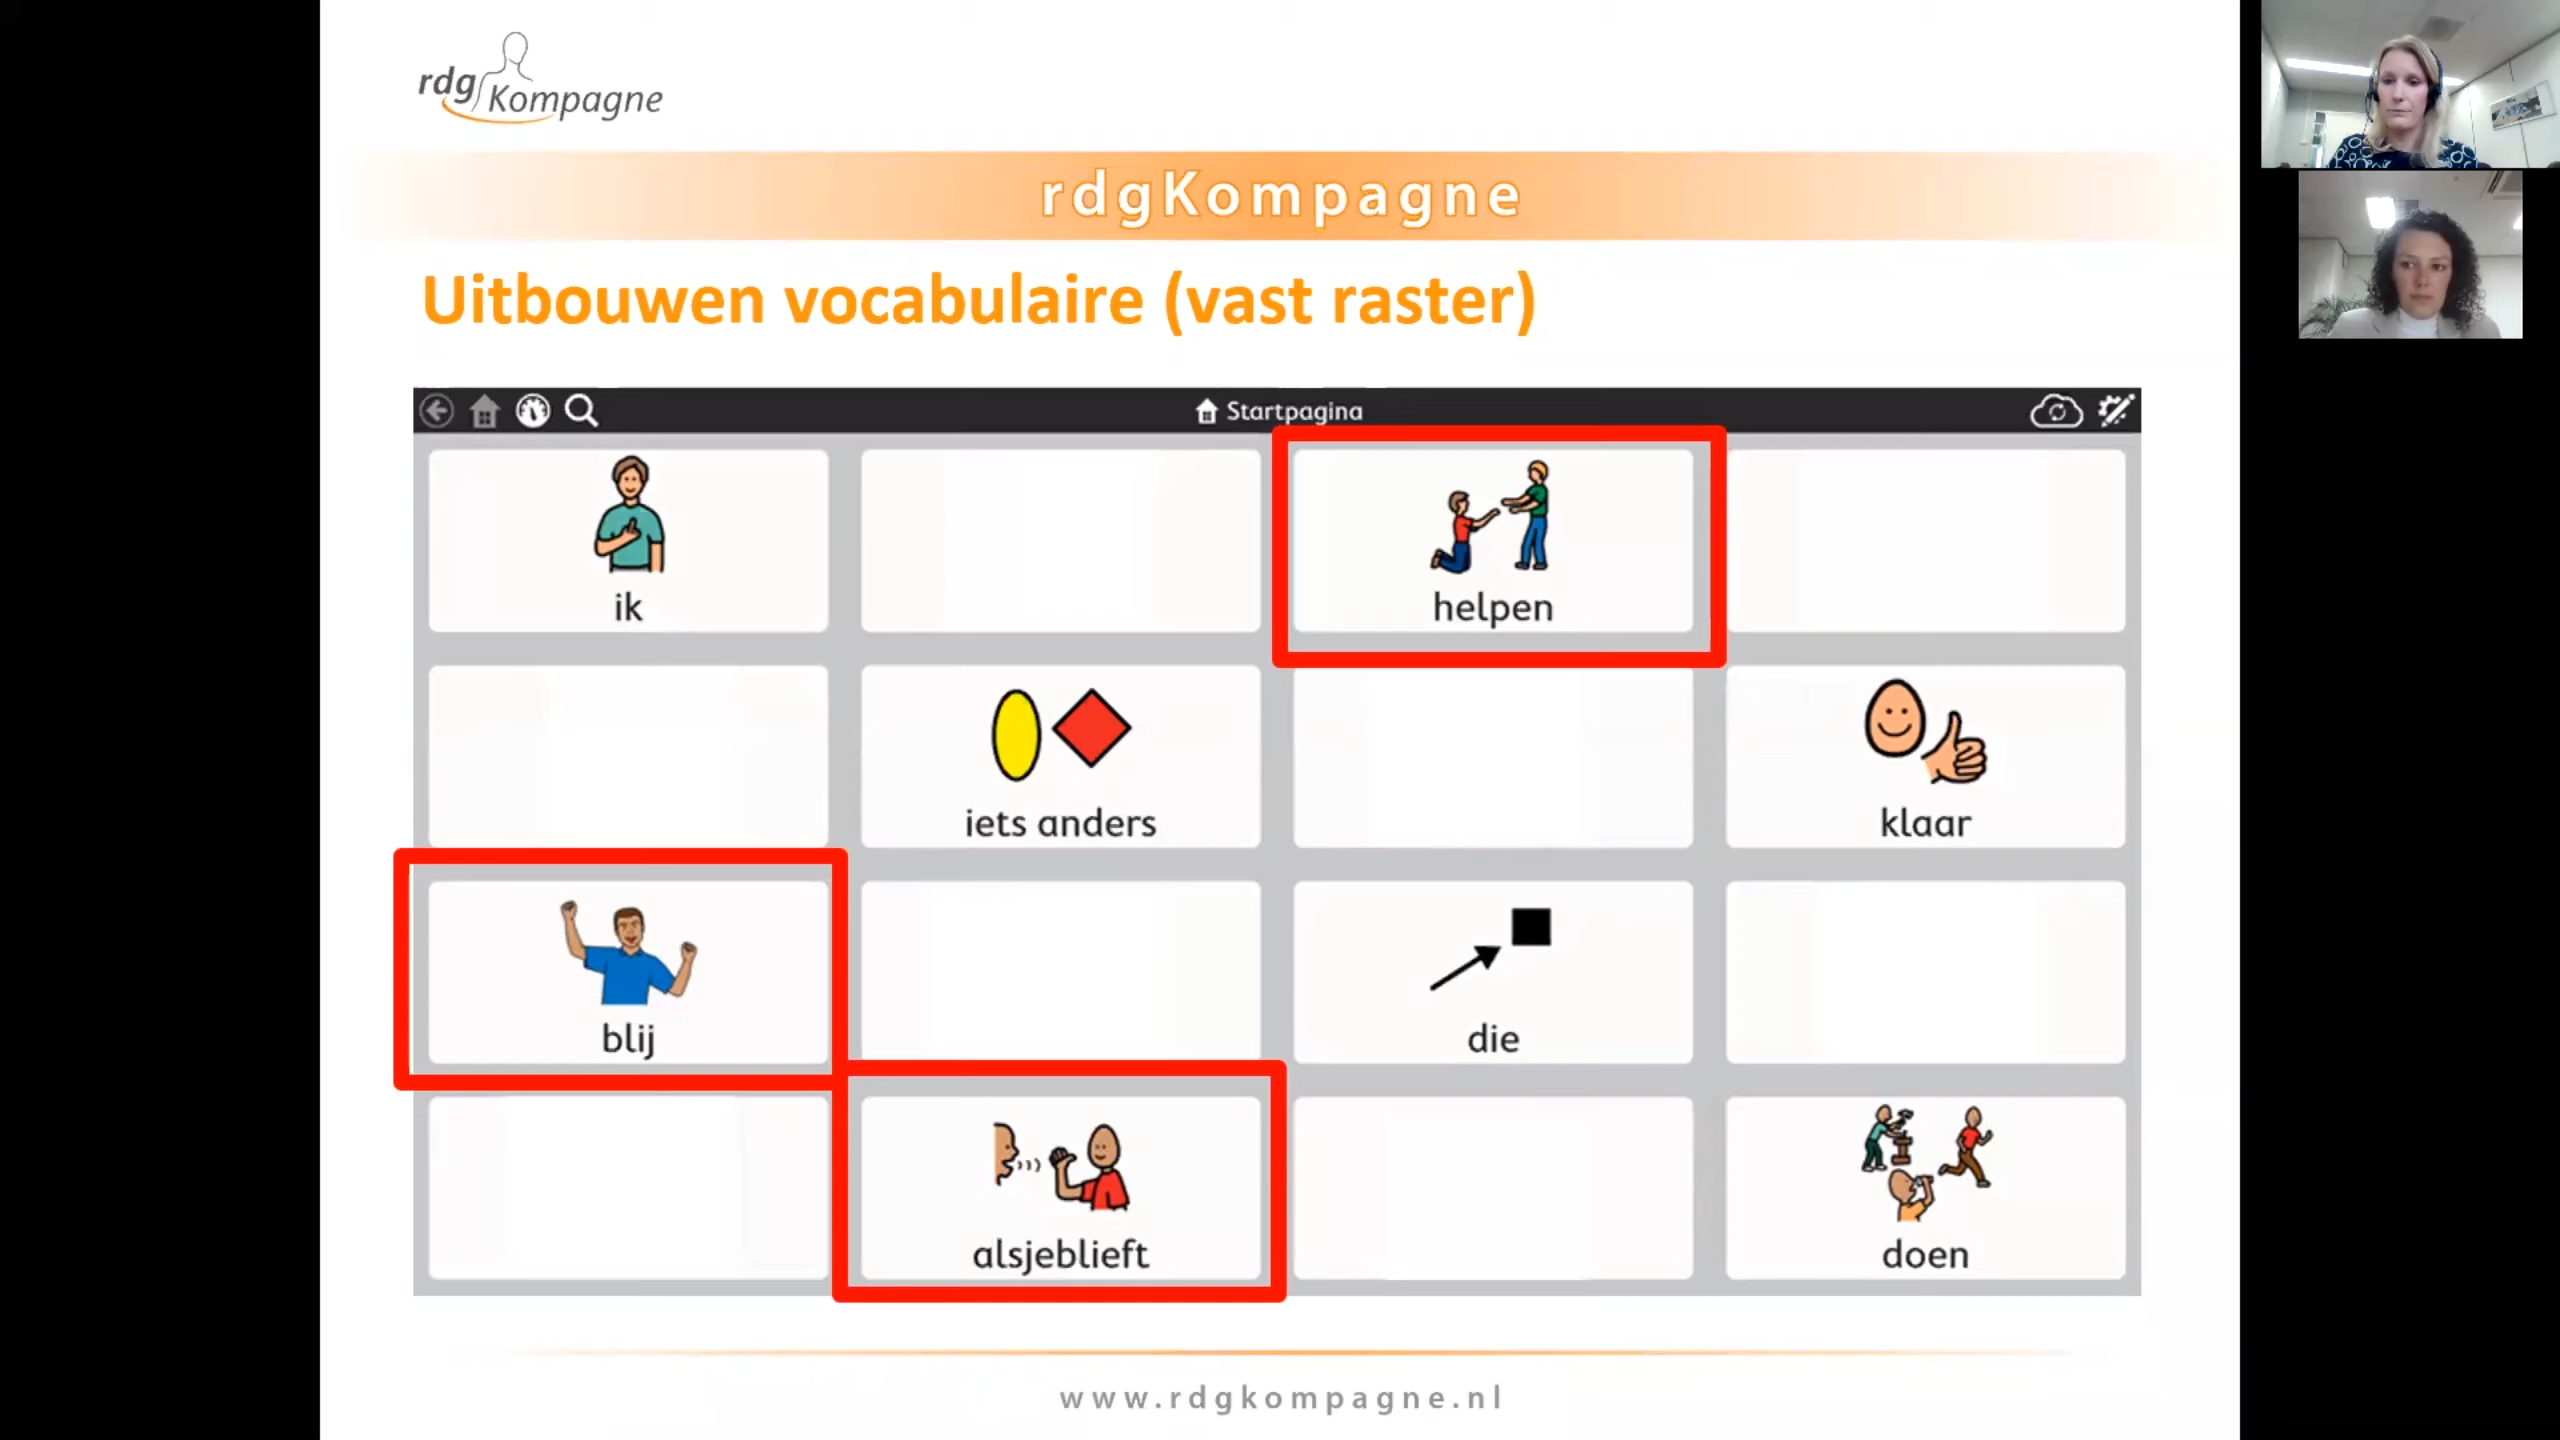 rdg Kompagne
rdgKompagne
Uitbouwen vocabulaire (vast raster)
Startpagina
ik
helpen
iets anders
klaar
blij
die
alsjeblieft
doen
www.rdgkompagne.nl